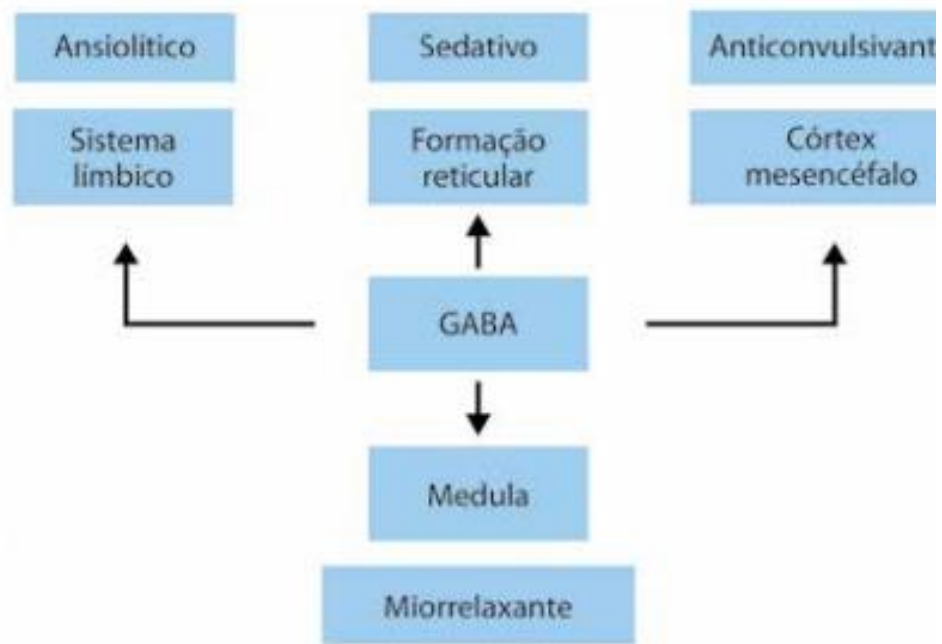 Ansiolítico
Sedativo
Anticonvulsivant
Sistema
límbico
Formação
reticular
Córtex
mesencéfalo
GABA
Medula
Miorrelaxante